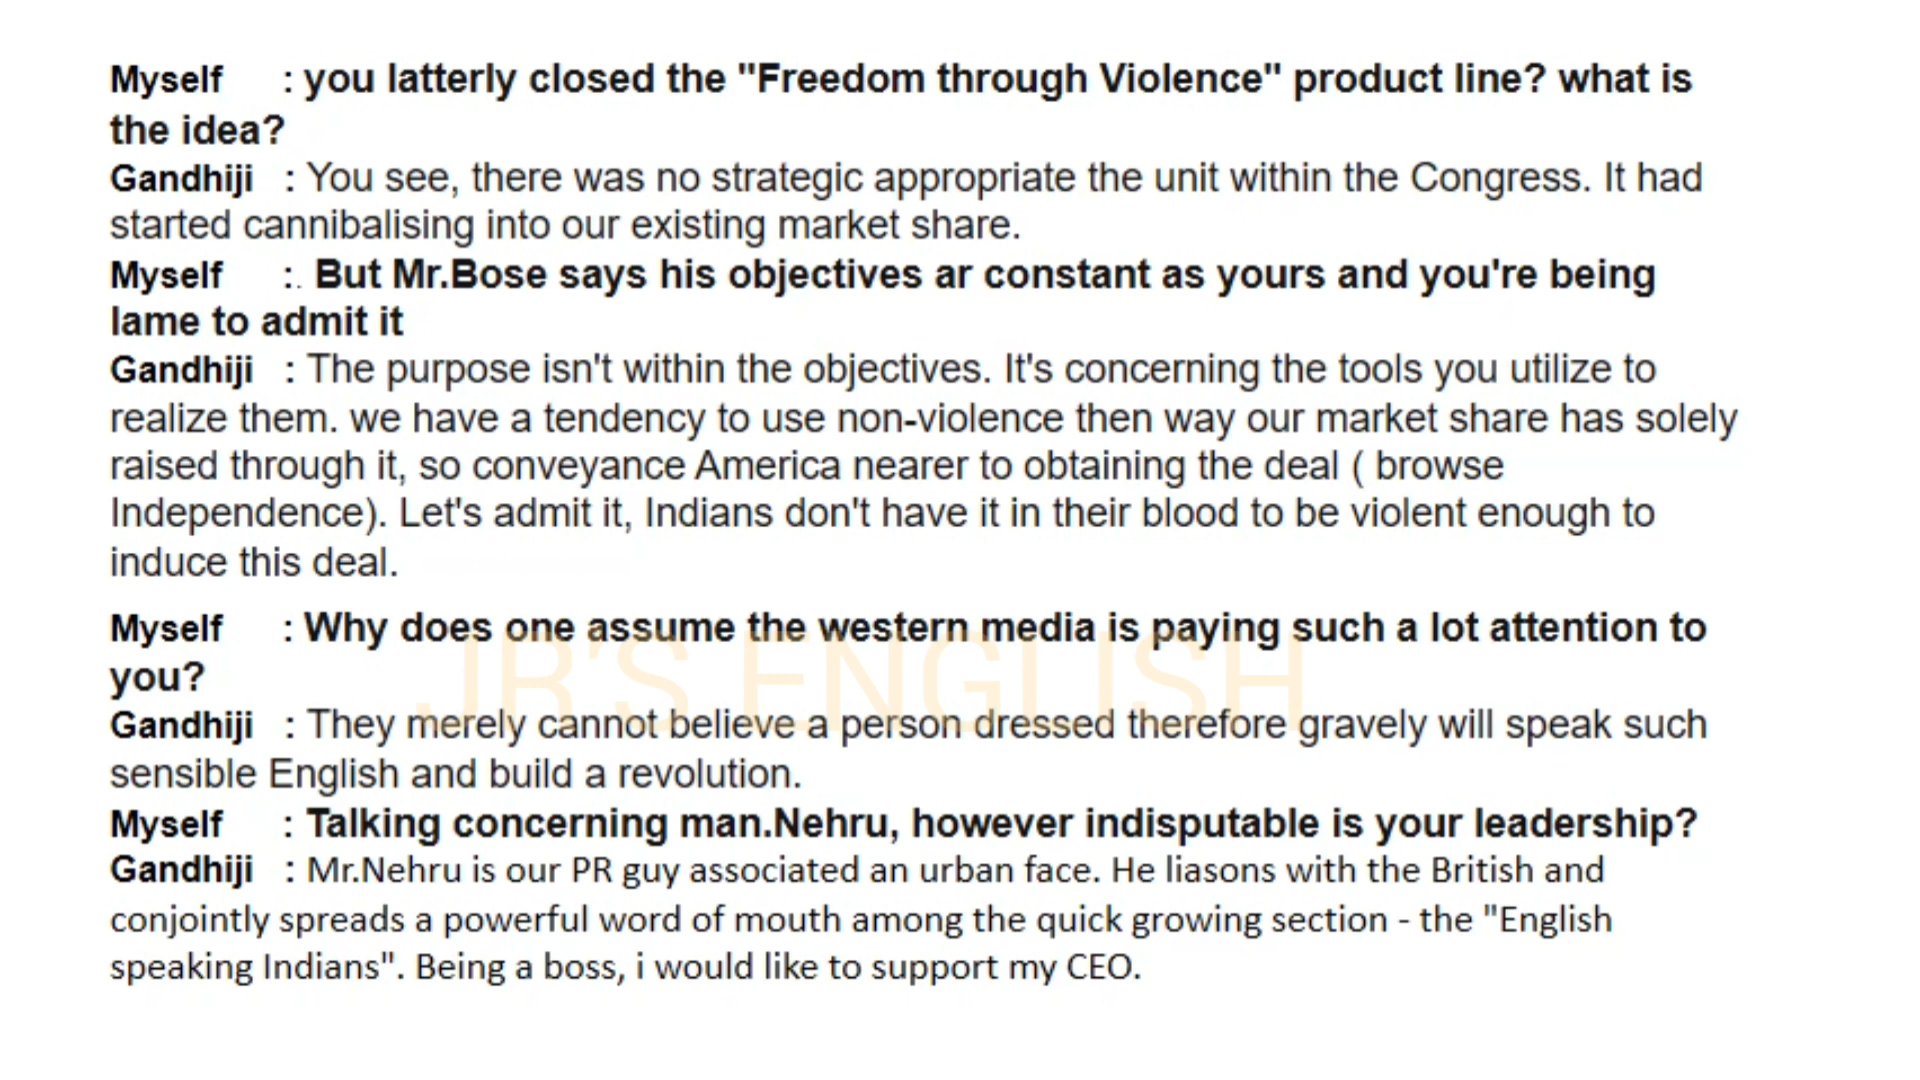 Myself : you latterly closed the "Freedom through Violence" product line? what is
the idea?
Gandhiji : You see, there was no strategic appropriate the unit within the Congress. It had
started cannibalising into our existing market share.
Myself :. But Mr.Bose says his objectives ar constant as yours and you're being
lame to admit it
Gandhiji : The purpose isn't within the objectives. It's concerning the tools you utilize to
realize them. we have a tendency to use non-violence then way our market share has solely
raised through it, so conveyance America nearer to obtaining the deal ( browse
Independence). Let's admit it, Indians don't have it in their blood to be violent enough to
induce this deal.
Myself : Why does one assume the western media is paying such a lot attention to
you?
JR'S ENGLISH
Gandhiji : They merely cannot believe a person dressed therefore gravely will speak such
sensible English and build a revolution.
Myself : Talking concerning man.Nehru, however indisputable is your leadership?
Gandhiji : Mr.Nehru is our PR guy associated an urban face. He liasons with the British and
conjointly spreads a powerful word of mouth among the quick growing section - the "English
speaking Indians". Being a boss, i would like to support my CEO.